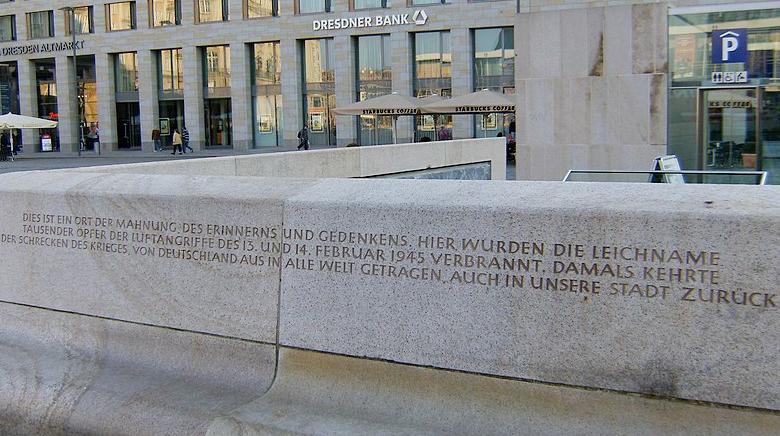 DRESDNER BANK
DRESDEN ALTMARKT
P
STARBUCKS COFFEE
STARBUCKS COFFEE
DIES IST EIN ORT DER MAHNUNG, DES ERINNERNS UND GEDENKENS. HIER WURDEN DIE LEICHNAME
TAUSENDER OPFER DER LUFTANGRIFFE DES 13. UND 14. FEBRUAR 1945 VERBRANNT. DAMALS KEHRTE
DER SCHRECKEN DES KRIEGES, VON DEUTSCHLAND AUS IN ALLE WELT GETRAGEN, AUCH IN UNSERE STADT ZURÜCK